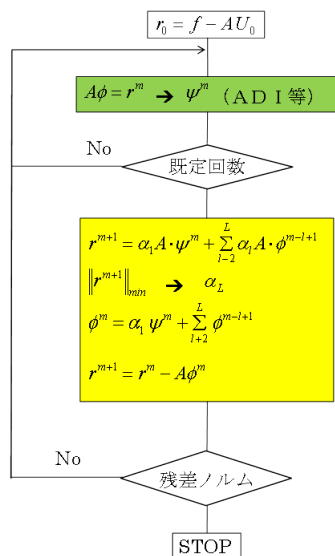 r_0 = f − AU_0
Aφ = r^m → ψ^m (ＡＤＩ等)
No
既定回数
r^{m+1} = α_1 A・ψ^m + Σ_{l−2}^{L} α_l A・φ^{m−l+1}
‖r^{m+1}‖_{min} → α_L
φ^m = α_1 ψ^m + Σ_{l+2}^{L} φ^{m−l+1}
r^{m+1} = r^m − Aφ^m
No
残差ノルム
STOP